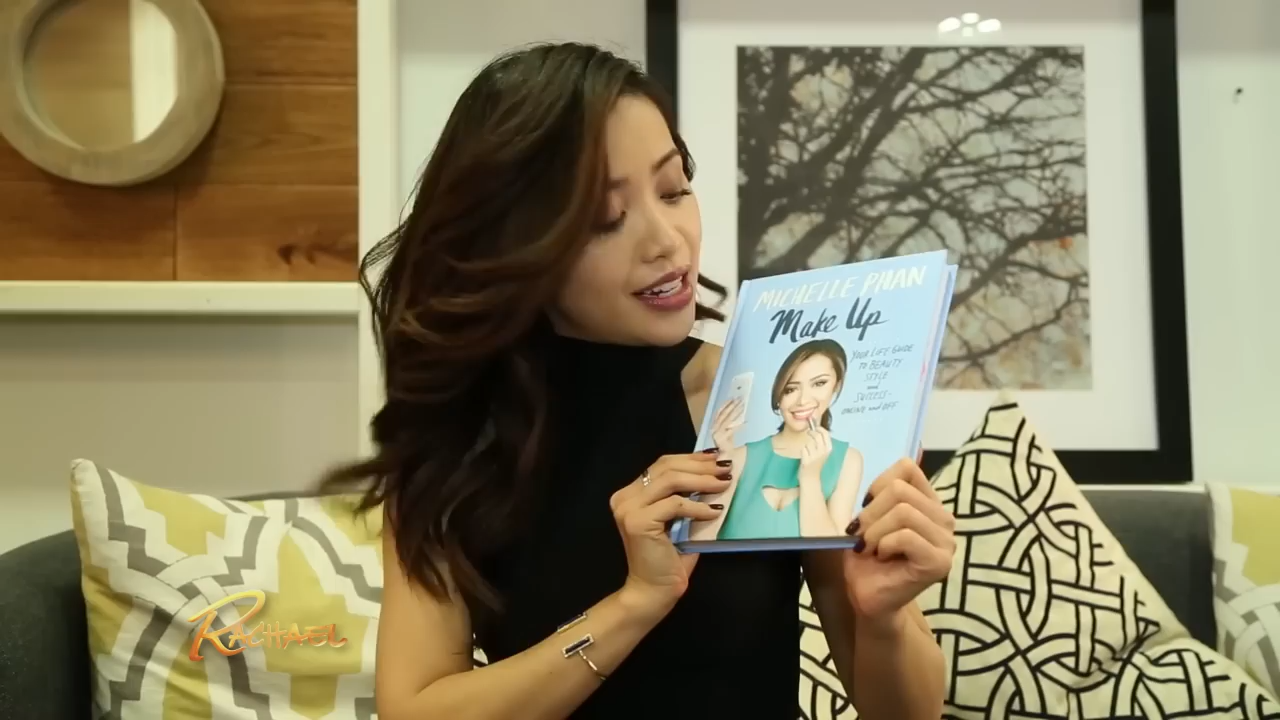 MICHELLE PHAN
Make Up
YOUR LIFE GUIDE
TO BEAUTY
STYLE
and
SUCCESS-
ONLINE and OFF
RACHAEL